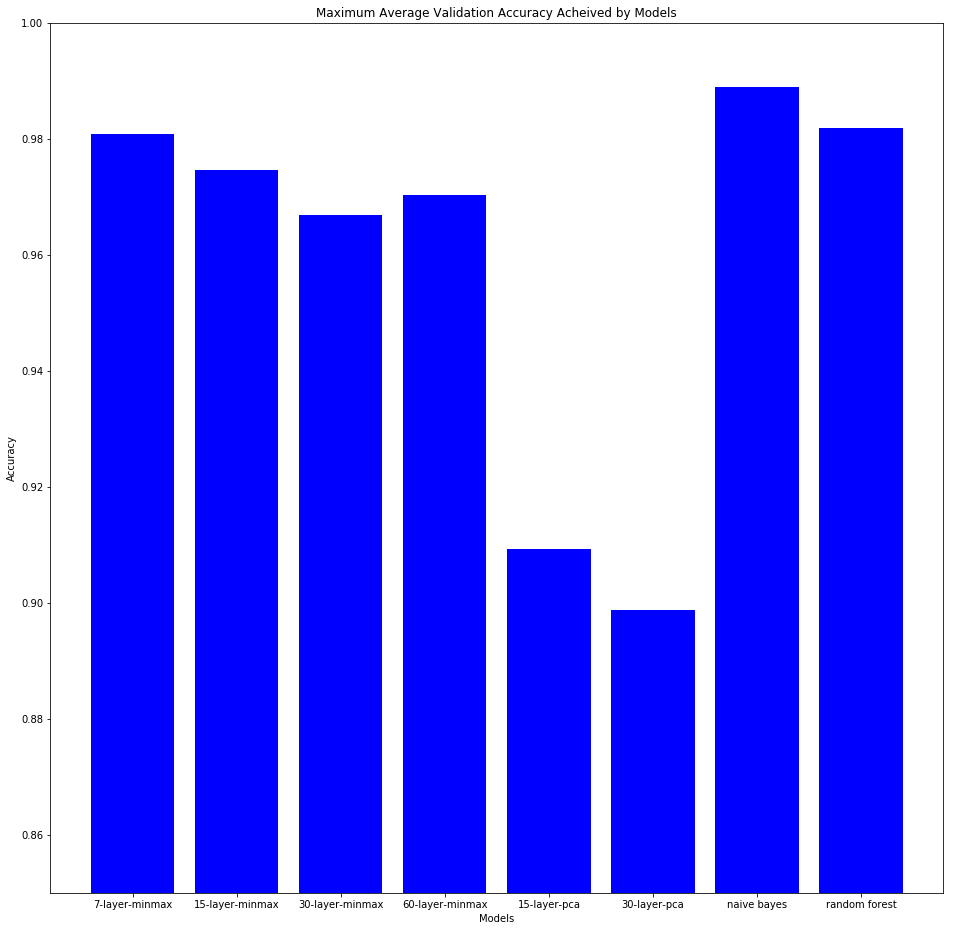 Maximum Average Validation Accuracy Acheived by Models
1.00
0.98
0.96
0.94
0.92
0.90
0.88
0.86
Accuracy
7-layer-minmax 15-layer-minmax 30-layer-minmax 60-layer-minmax 15-layer-pca 30-layer-pca naive bayes random forest
Models